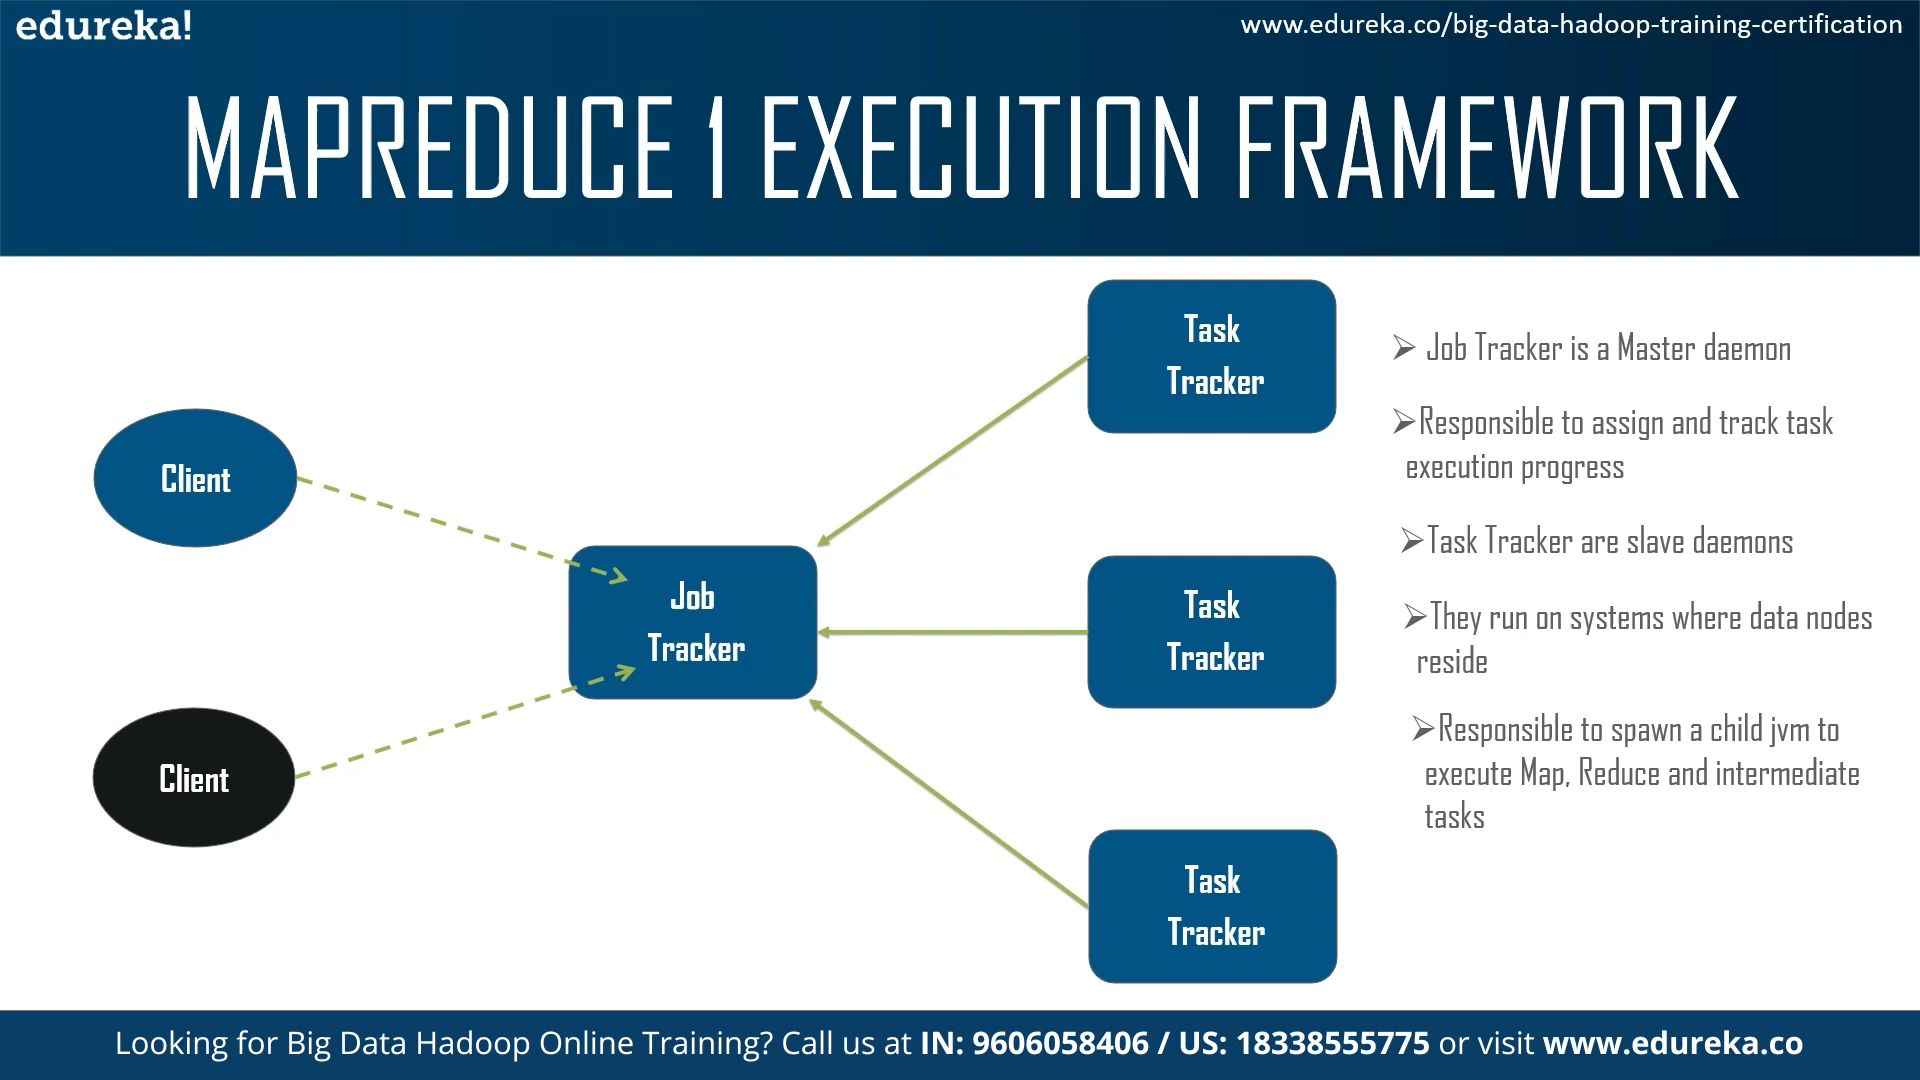 edureka!
www.edureka.co/big-data-hadoop-training-certification
MAPREDUCE 1 EXECUTION FRAMEWORK
Client
Client
Job
Tracker
Task
Tracker
Task
Tracker
Task
Tracker
Job Tracker is a Master daemon
Responsible to assign and track task
execution progress
Task Tracker are slave daemons
They run on systems where data nodes
reside
Responsible to spawn a child jvm to
execute Map, Reduce and intermediate
tasks
Looking for Big Data Hadoop Online Training? Call us at IN: 9606058406 / US: 18338555775 or visit www.edureka.co